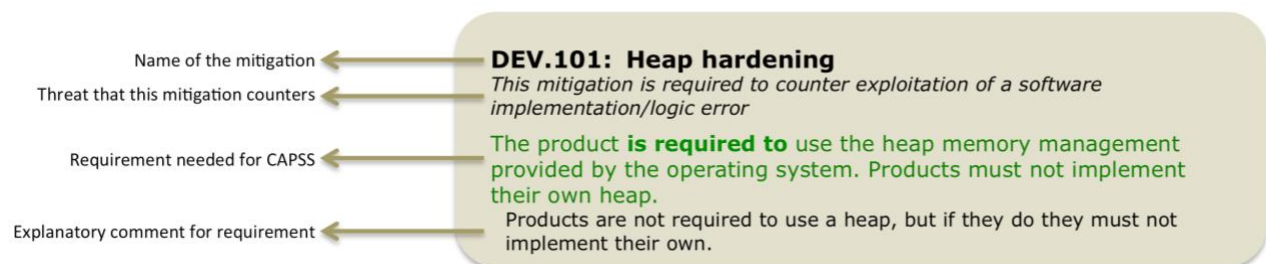 Name of the mitigation
Threat that this mitigation counters
Requirement needed for CAPSS
Explanatory comment for requirement
DEV.101: Heap hardening
This mitigation is required to counter exploitation of a software
implementation/logic error
The product is required to use the heap memory management
provided by the operating system. Products must not implement
their own heap.
Products are not required to use a heap, but if they do they must not
implement their own.